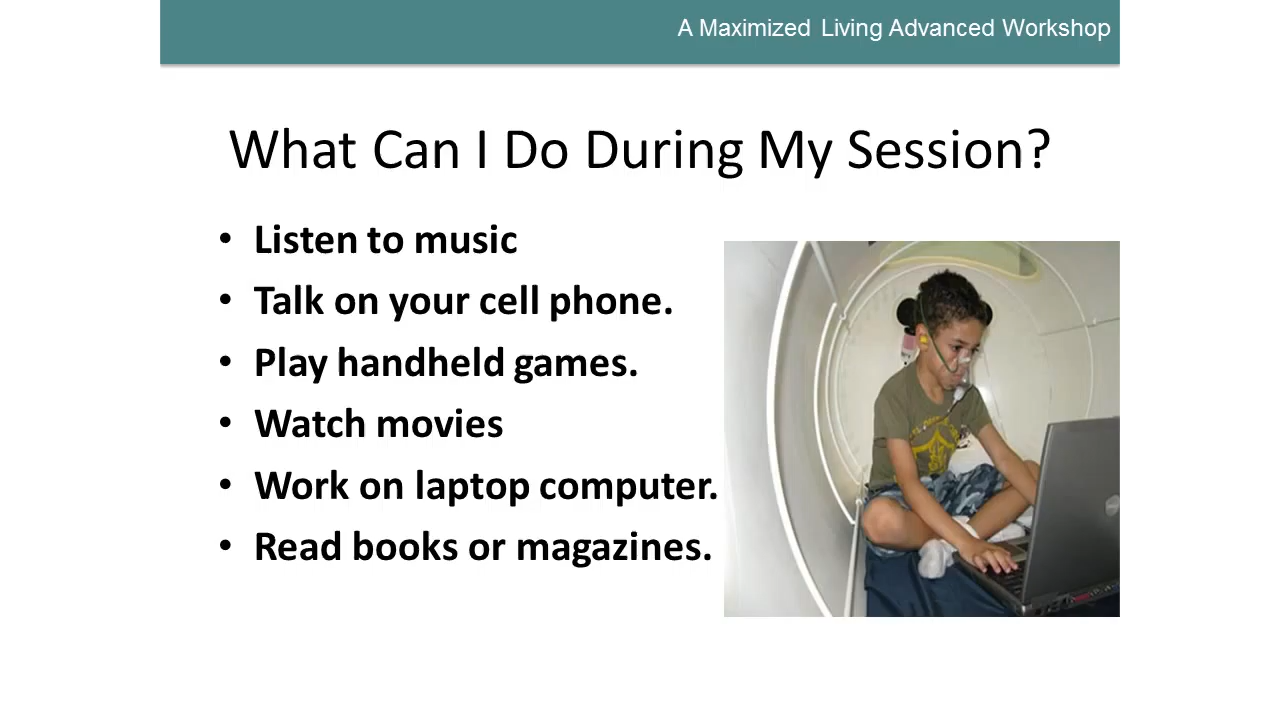 A Maximized Living Advanced Workshop
What Can I Do During My Session?
• Listen to music
• Talk on your cell phone.
• Play handheld games.
• Watch movies
• Work on laptop computer.
• Read books or magazines.